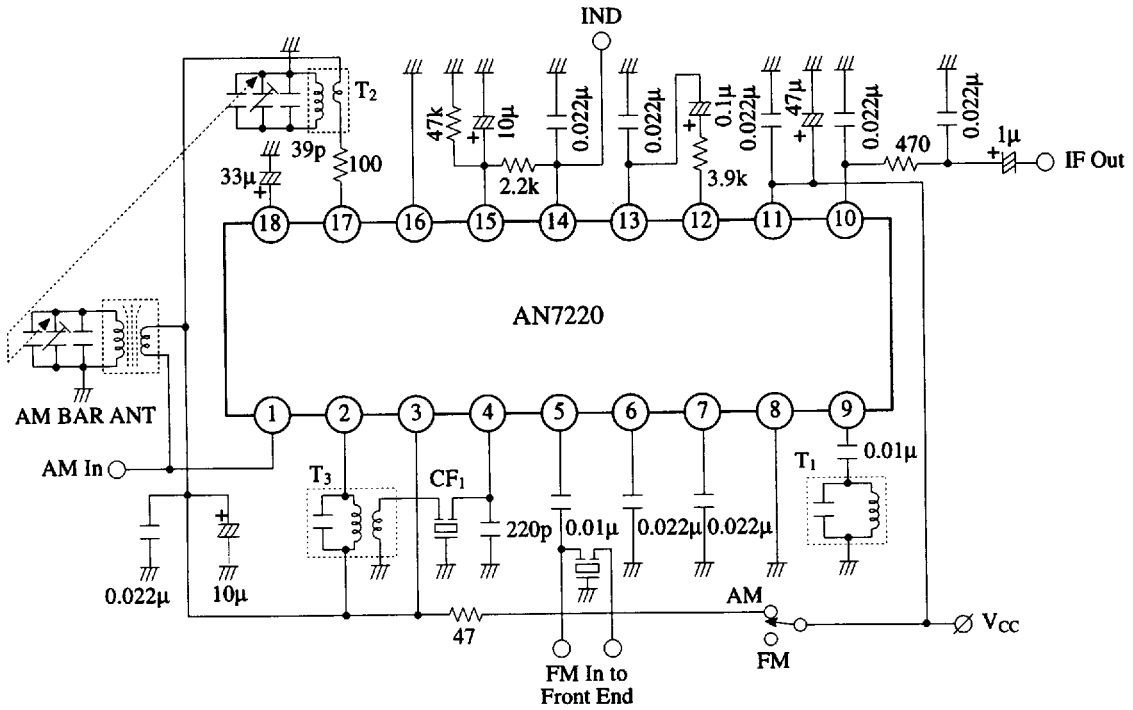 IND
T2
39p
100
33μ
47k
10μ
2.2k
0.022μ
0.022μ
0.1μ
3.9k
0.022μ
47μ
0.022μ
470
0.022μ
1μ
IF Out
18
17
16
15
14
13
12
11
10
AN7220
AM BAR ANT
1
2
3
4
5
6
7
8
9
AM In
0.022μ
10μ
T3
CF1
220p
0.01μ
0.022μ
0.022μ
T1
0.01μ
47
AM
FM
VCC
FM In to
Front End